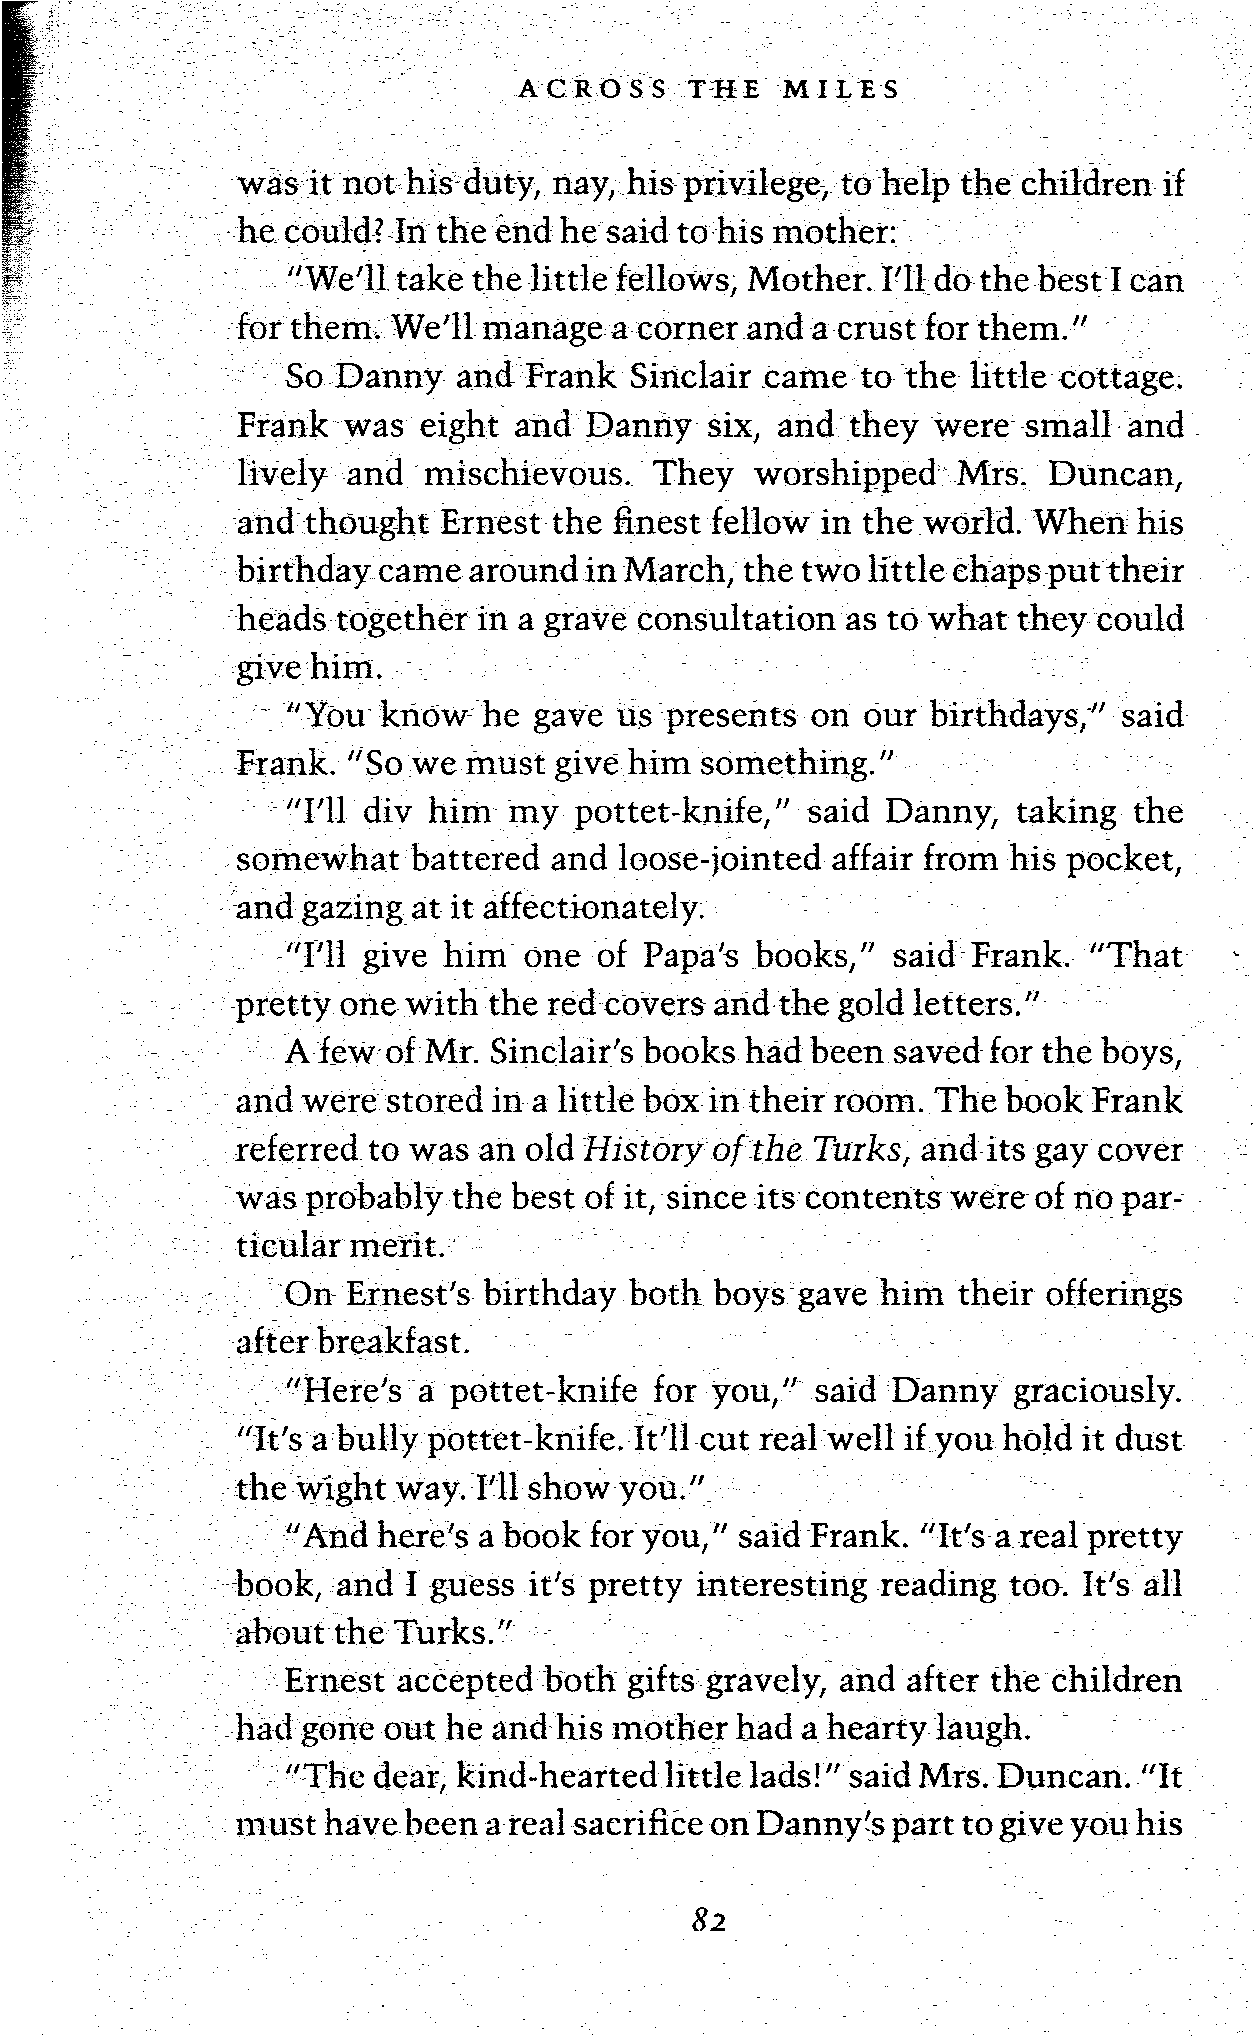 ACROSS THE MILES
was it not his duty, nay, his privilege, to help the children if
he could? In the end he said to his mother:
"We'll take the little fellows, Mother. I'll do the best I can
for them. We'll manage a corner and a crust for them."
So Danny and Frank Sinclair came to the little cottage.
Frank was eight and Danny six, and they were small and
lively and mischievous. They worshipped Mrs. Duncan,
and thought Ernest the finest fellow in the world. When his
birthday came around in March, the two little chaps put their
heads together in a grave consultation as to what they could
give him.
"You know he gave us presents on our birthdays," said
Frank. "So we must give him something."
"I'll div him my pottet-knife," said Danny, taking the
somewhat battered and loose-jointed affair from his pocket,
and gazing at it affectionately.
"I'll give him one of Papa's books," said Frank. "That
pretty one with the red covers and the gold letters."
A few of Mr. Sinclair's books had been saved for the boys,
and were stored in a little box in their room. The book Frank
referred to was an old History of the Turks, and its gay cover
was probably the best of it, since its contents were of no par-
ticular merit.
On Ernest's birthday both boys gave him their offerings
after breakfast.
"Here's a pottet-knife for you," said Danny graciously.
"It's a bully pottet-knife. It'll cut real well if you hold it dust
the wight way. I'll show you."
"And here's a book for you," said Frank. "It's a real pretty
book, and I guess it's pretty interesting reading too. It's all
about the Turks."
Ernest accepted both gifts gravely, and after the children
had gone out he and his mother had a hearty laugh.
"The dear, kind-hearted little lads!" said Mrs. Duncan. "It
must have been a real sacrifice on Danny's part to give you his
82